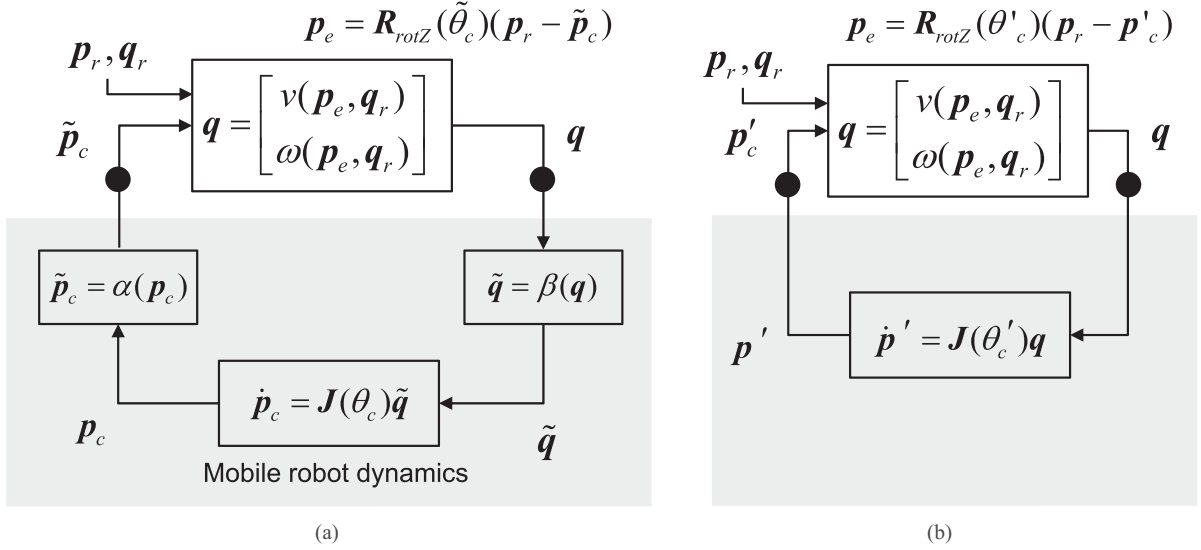 p_e = R_rotZ(θ̃_c)(p_r − p̃_c)
p_r, q_r
p̃_c
q = [v(p_e, q_r)
ω(p_e, q_r)]
q
p̃_c = α(p_c)
q̃ = β(q)
ṗ_c = J(θ_c)q̃
p_c
q̃
Mobile robot dynamics
(a)
p_e = R_rotZ(θ'_c)(p_r − p'_c)
p_r, q_r
p'_c
q = [v(p_e, q_r)
ω(p_e, q_r)]
q
ṗ' = J(θ_c')q
p'
(b)